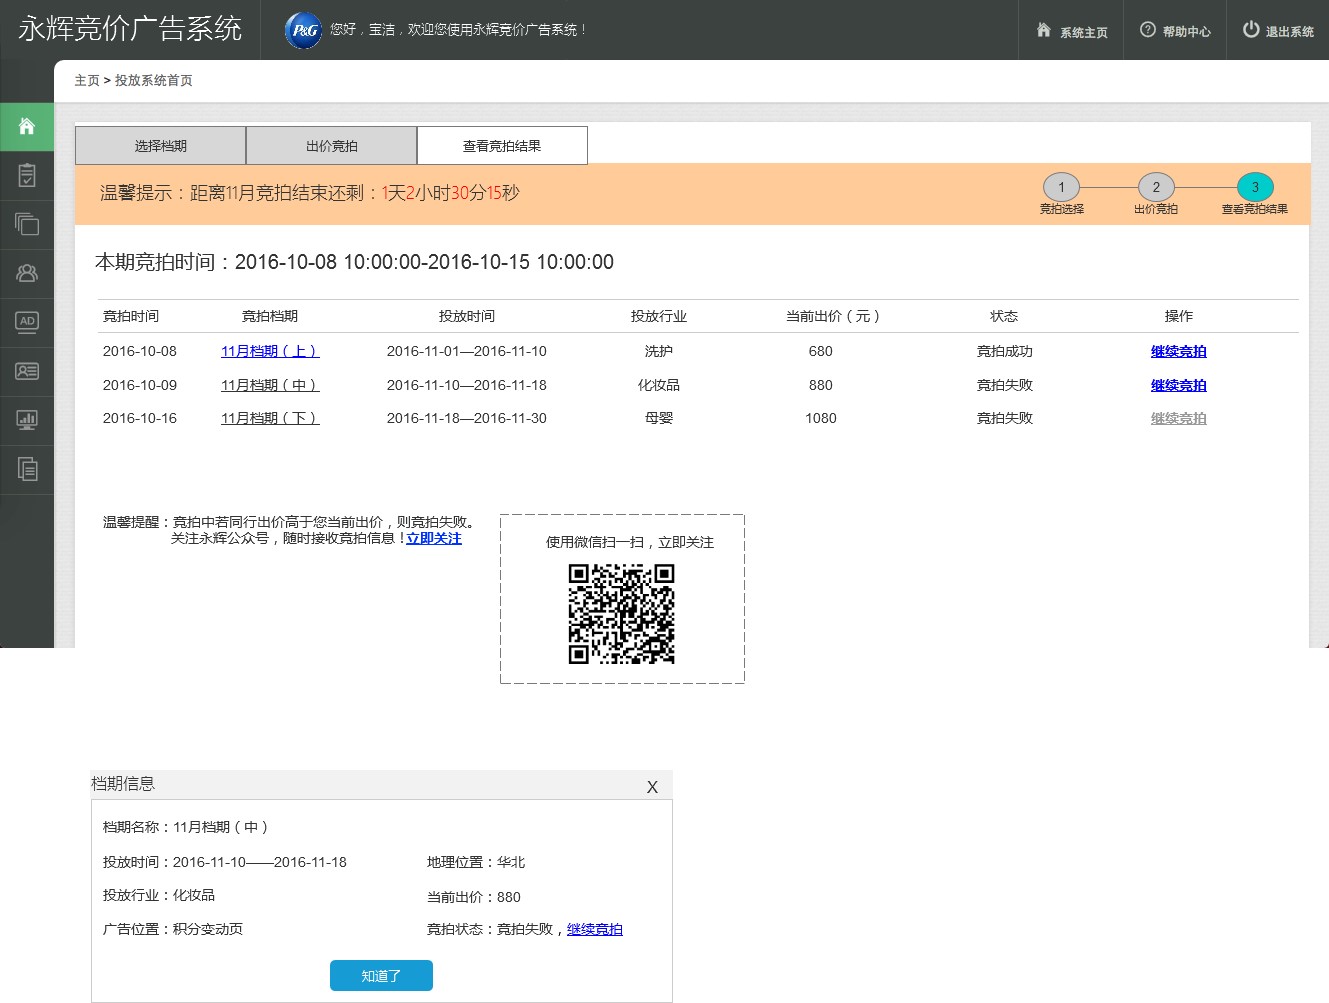 永辉竞价广告系统
P&G
您好，宝洁，欢迎您使用永辉竞价广告系统！
系统主页
帮助中心
退出系统
主页 > 投放系统首页
选择档期
出价竞拍
查看竞拍结果
温馨提示：距离11月竞拍结束还剩：1天2小时30分15秒
1
2
3
竞拍选择
出价竞拍
查看竞拍结果
AD
本期竞拍时间：2016-10-08 10:00:00-2016-10-15 10:00:00
竞拍时间 竞拍档期 投放时间 投放行业 当前出价（元） 状态 操作
2016-10-08 11月档期（上） 2016-11-01—2016-11-10 洗护 680 竞拍成功 继续竞拍
2016-10-09 11月档期（中） 2016-11-10—2016-11-18 化妆品 880 竞拍失败 继续竞拍
2016-10-16 11月档期（下） 2016-11-18—2016-11-30 母婴 1080 竞拍失败 继续竞拍
温馨提醒：竞拍中若同行出价高于您当前出价，则竞拍失败。
关注永辉公众号，随时接收竞拍信息！立即关注
使用微信扫一扫，立即关注
档期信息
X
档期名称：11月档期（中）
投放时间：2016-11-10——2016-11-18
地理位置：华北
投放行业：化妆品
当前出价：880
广告位置：积分变动页
竞拍状态：竞拍失败，继续竞拍
知道了